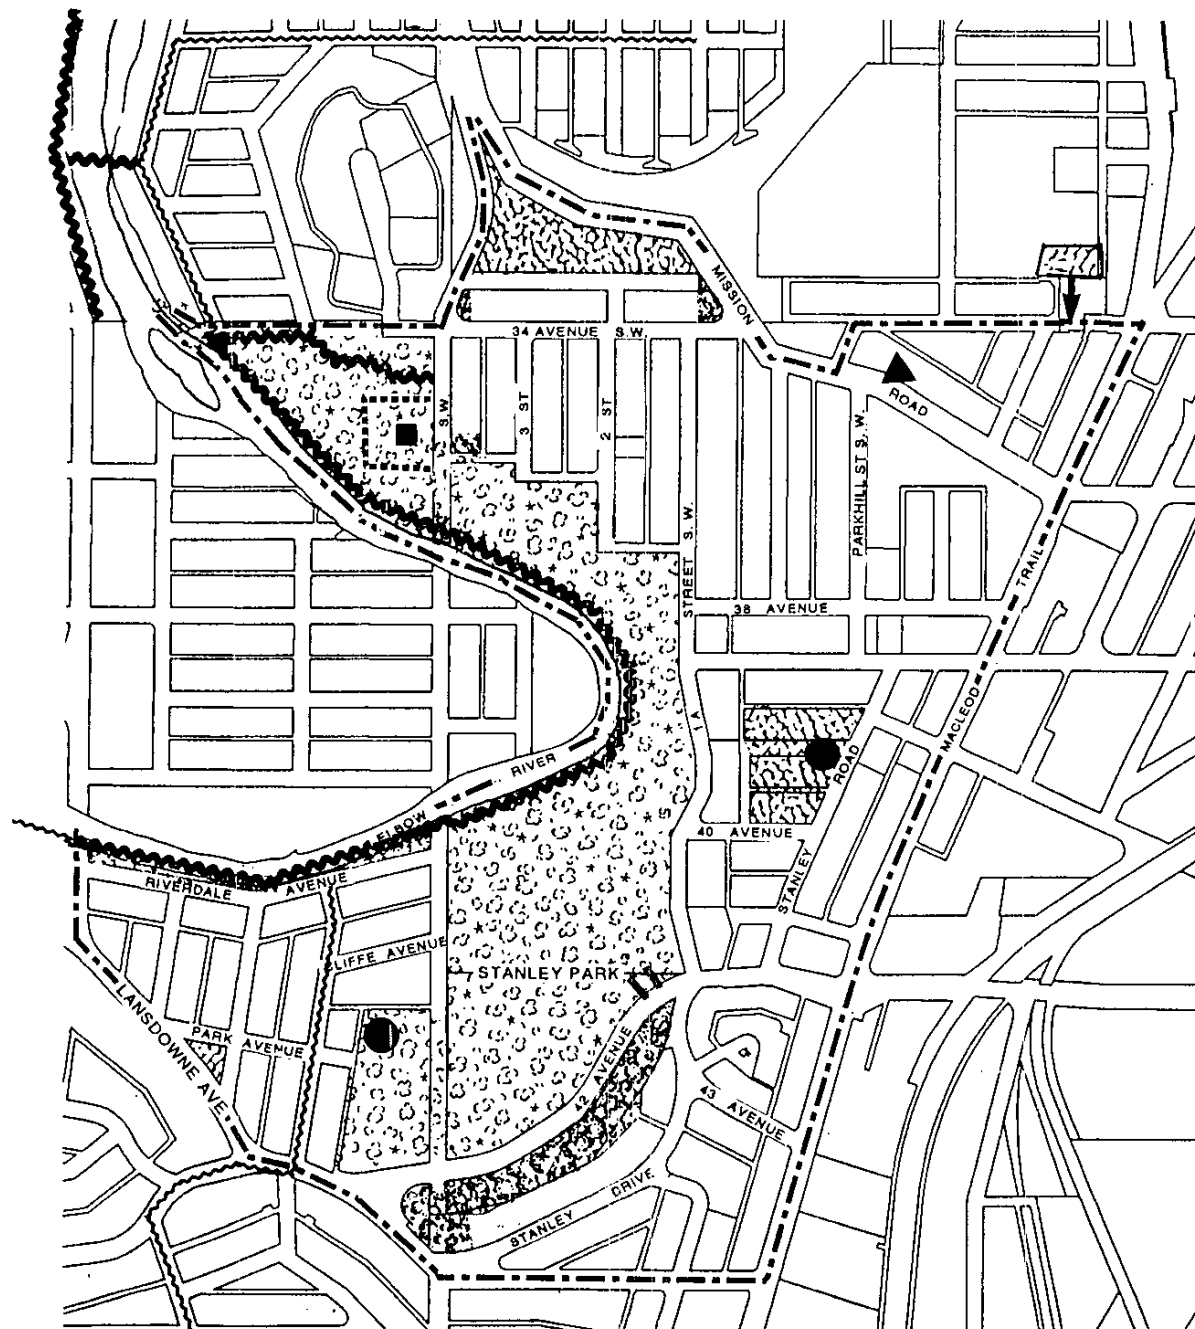 MISSION
34 AVENUE S.W.
ROAD
S.W.
3 ST
2 ST
PARKHILL ST S.W.
STREET S.W.
TRAIL
38 AVENUE
MACLEOD
1A
RIVER
ROAD
ELBOW
ST
40 AVENUE
STANLEY
RIVERDALE AVENUE
LIFFE AVENUE
STANLEY PARK
LANSDOWNE AVE
PARK AVENUE
42 AVENUE
43 AVENUE
STANLEY DRIVE